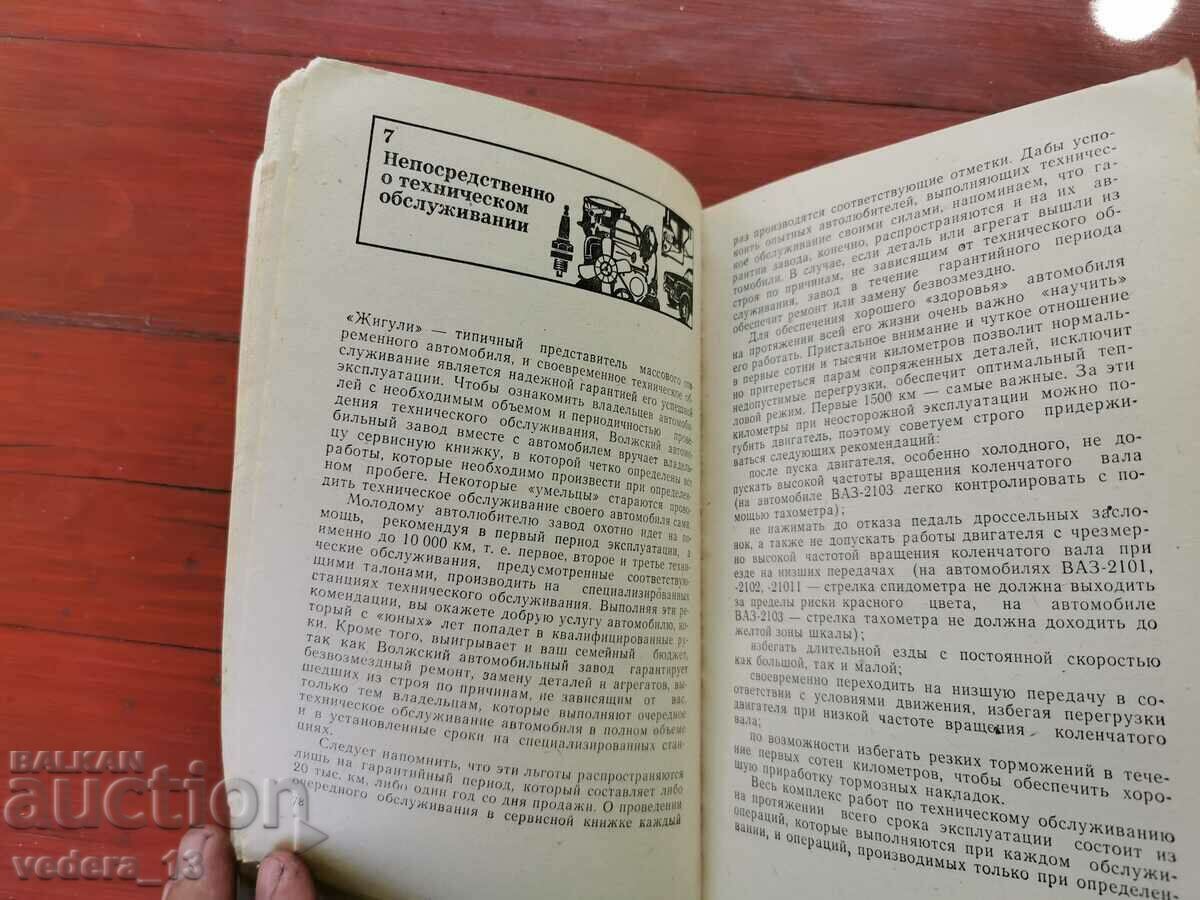 7
Непосредственно
о техническом
обслуживании
«Жигули» — типичный представитель массового сов-
ременного автомобиля, и своевременное техническое об-
служивание является надежной гарантией его успешной
эксплуатации. Чтобы ознакомить владельцев автомоби-
лей с необходимым объемом и периодичностью прове-
дения технического обслуживания, Волжский автомо-
бильный завод вместе с автомобилем вручает владель-
цу сервисную книжку, в которой четко определены все
работы, которые необходимо произвести при определен-
ном пробеге. Некоторые «умельцы» стараются прово-
дить техническое обслуживание своего автомобиля сами.
Молодому автолюбителю завод охотно идет на по-
мощь, рекомендуя в первый период эксплуатации, а
именно до 10 000 км, т. е. первое, второе и третье техни-
ческие обслуживания, предусмотренные соответствую-
щими талонами, производить на специализированных
станциях технического обслуживания. Выполняя эти ре-
комендации, вы окажете добрую услугу автомобилю, ко-
торый с «юных» лет попадет в квалифицированные ру-
ки. Кроме того, выигрывает и ваш семейный бюджет,
так как Волжский автомобильный завод гарантирует
безвозмездный ремонт, замену деталей и агрегатов, вы-
шедших из строя по причинам, не зависящим от вас,
только тем владельцам, которые выполняют очередное
техническое обслуживание автомобиля в полном объеме
и в установленные сроки на специализированных стан-
циях.
Следует напомнить, что эти льготы распространяются
лишь на гарантийный период, который составляет либо
20 тыс. км, либо один год со дня продажи. О проведении
очередного обслуживания в сервисной книжке каждый
78
раз производятся соответствующие отметки. Дабы успо-
коить опытных автолюбителей, выполняющих техничес-
кое обслуживание своими силами, напоминаем, что га-
рантии завода, конечно, распространяются и на их ав-
томобили. В случае, если деталь или агрегат вышли из
строя по причинам, не зависящим от технического об-
служивания, завод в течение гарантийного периода
обеспечит ремонт или замену безвозмездно.
Для обеспечения хорошего «здоровья» автомобиля
на протяжении всей его жизни очень важно «научить»
его работать. Пристальное внимание и чуткое отношение
в первые сотни и тысячи километров позволит нормаль-
но притереться парам сопряженных деталей, исключит
недопустимые перегрузки, обеспечит оптимальный теп-
ловой режим. Первые 1500 км — самые важные. За эти
километры при неосторожной эксплуатации можно по-
губить двигатель, поэтому советуем строго придержи-
ваться следующих рекомендаций:
после пуска двигателя, особенно холодного, не до-
пускать высокой частоты вращения коленчатого вала
(на автомобиле ВАЗ-2103 легко контролировать с по-
мощью тахометра);
не нажимать до отказа педаль дроссельных засло-
нок, а также не допускать работы двигателя с чрезмер-
но высокой частотой вращения коленчатого вала при
езде на низших передачах (на автомобилях ВАЗ-2101,
-2102, -21011 — стрелка спидометра не должна выходить
за пределы риски красного цвета, на автомобиле
ВАЗ-2103 — стрелка тахометра не должна доходить до
желтой зоны шкалы);
избегать длительной езды с постоянной скоростью
как большой, так и малой;
своевременно переходить на низшую передачу в со-
ответствии с условиями движения, избегая перегрузки
двигателя при низкой частоте вращения коленчатого
вала;
по возможности избегать резких торможений в тече-
ние первых сотен километров, чтобы обеспечить хоро-
шую приработку тормозных накладок.
Весь комплекс работ по техническому обслуживанию
на протяжении всего срока эксплуатации состоит из
операций, которые выполняются при каждом обслужи-
вании, и операций, производимых только при определен-
BALKAN
auction
vedera_13